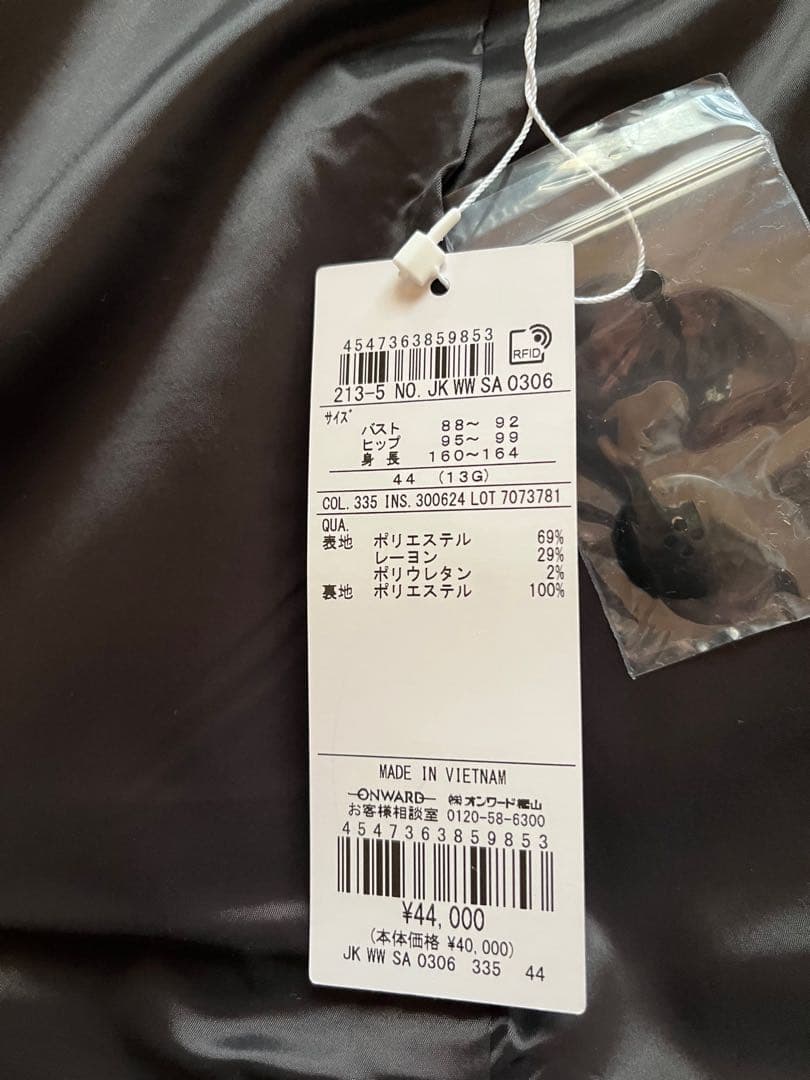 4547363859853
RFID
213-5 NO. JK WW SA 0306
サイズ
バスト 88～ 92
ヒップ 95～ 99
身長 160～164
44 (13G)
COL. 335 INS. 300624 LOT 7073781
QUA.
表地 ポリエステル 69%
レーヨン 29%
ポリウレタン 2%
裏地 ポリエステル 100%
MADE IN VIETNAM
ONWARD ㈱オンワード樫山
お客様相談室 0120-58-6300
4547363859853
¥44,000
(本体価格 ¥40,000)
JK WW SA 0306 335 44